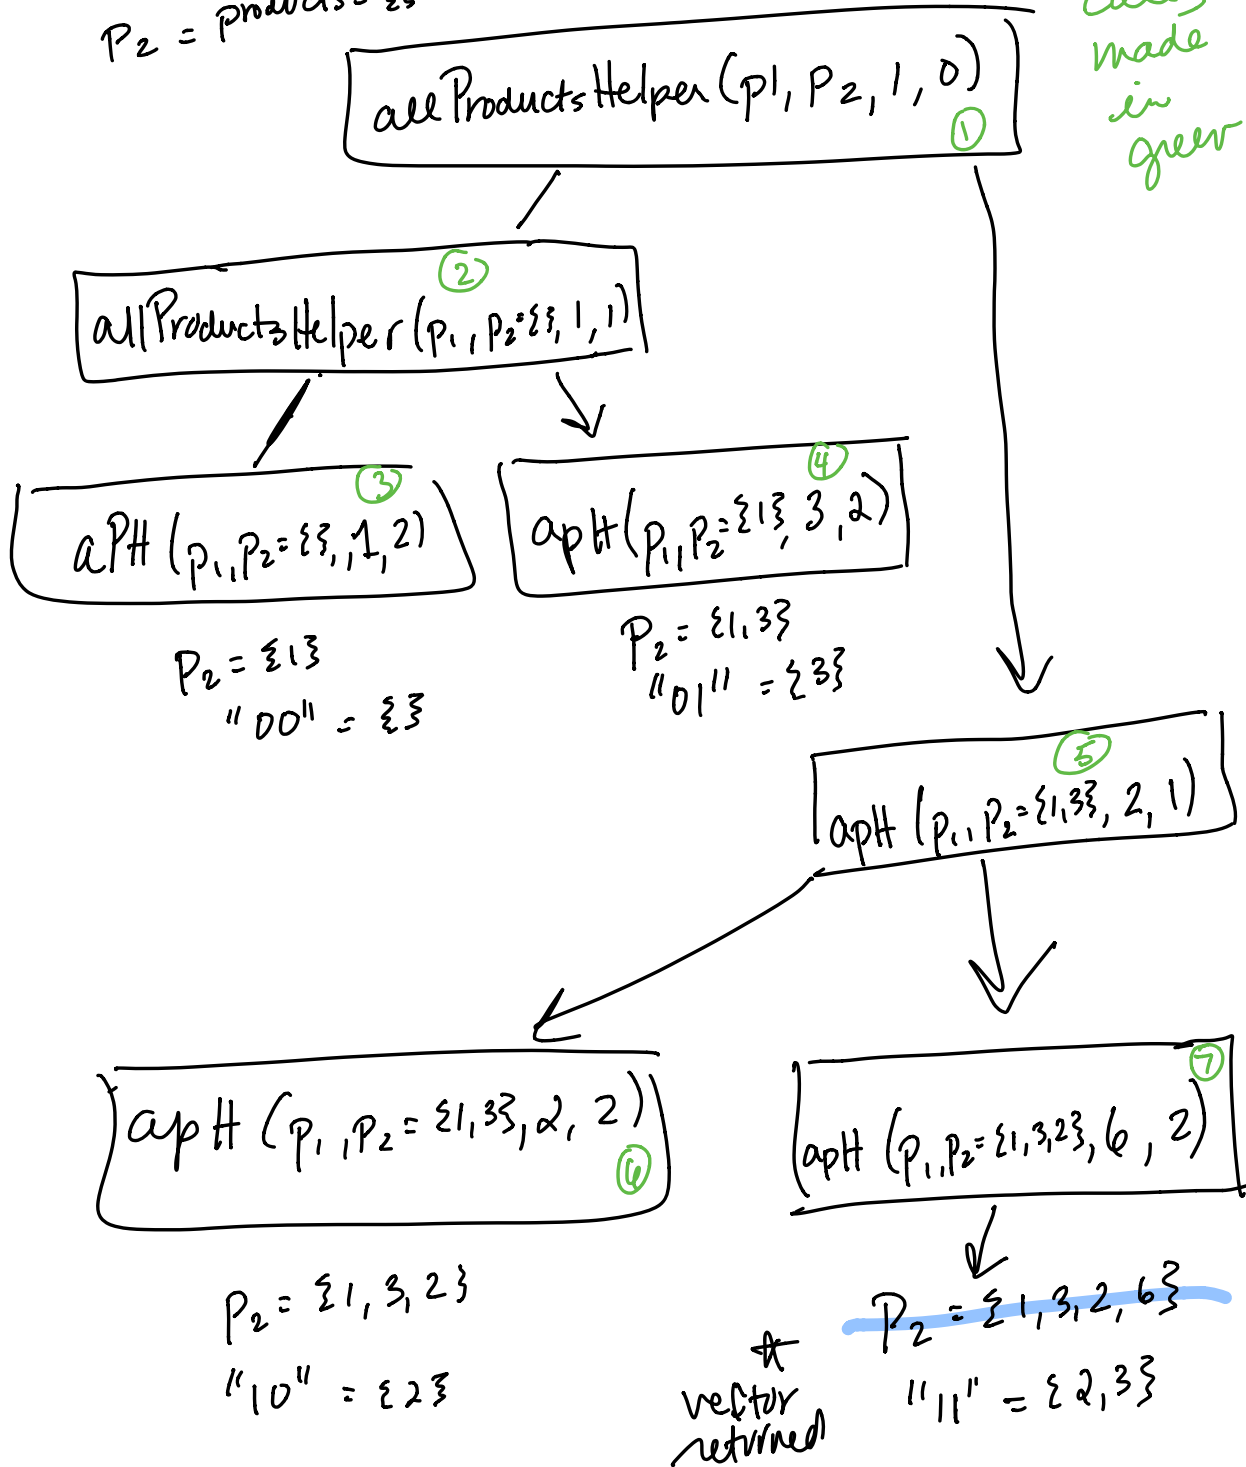 P2 = products = {}
made
in
green
allProductsHelper(p1, P2, 1, 0)
1
2
allProductsHelper(p1, p2={}, 1, 1)
3
aPH(p1, p2={}, ,1, 2)
4
apH(p1, p2={1}, 3, 2)
P2 = {1}
"00" = {}
P2 = {1,3}
"01" = {3}
5
apH(p1, p2={1,3}, 2, 1)
apH(p1, p2={1,3}, 2, 2)
6
7
apH(p1, p2={1,3,2}, 6, 2)
P2 = {1, 3, 2}
"10" = {2}
P2 = {1, 3, 2, 6}
"11" = {2,3}
* vector
returned